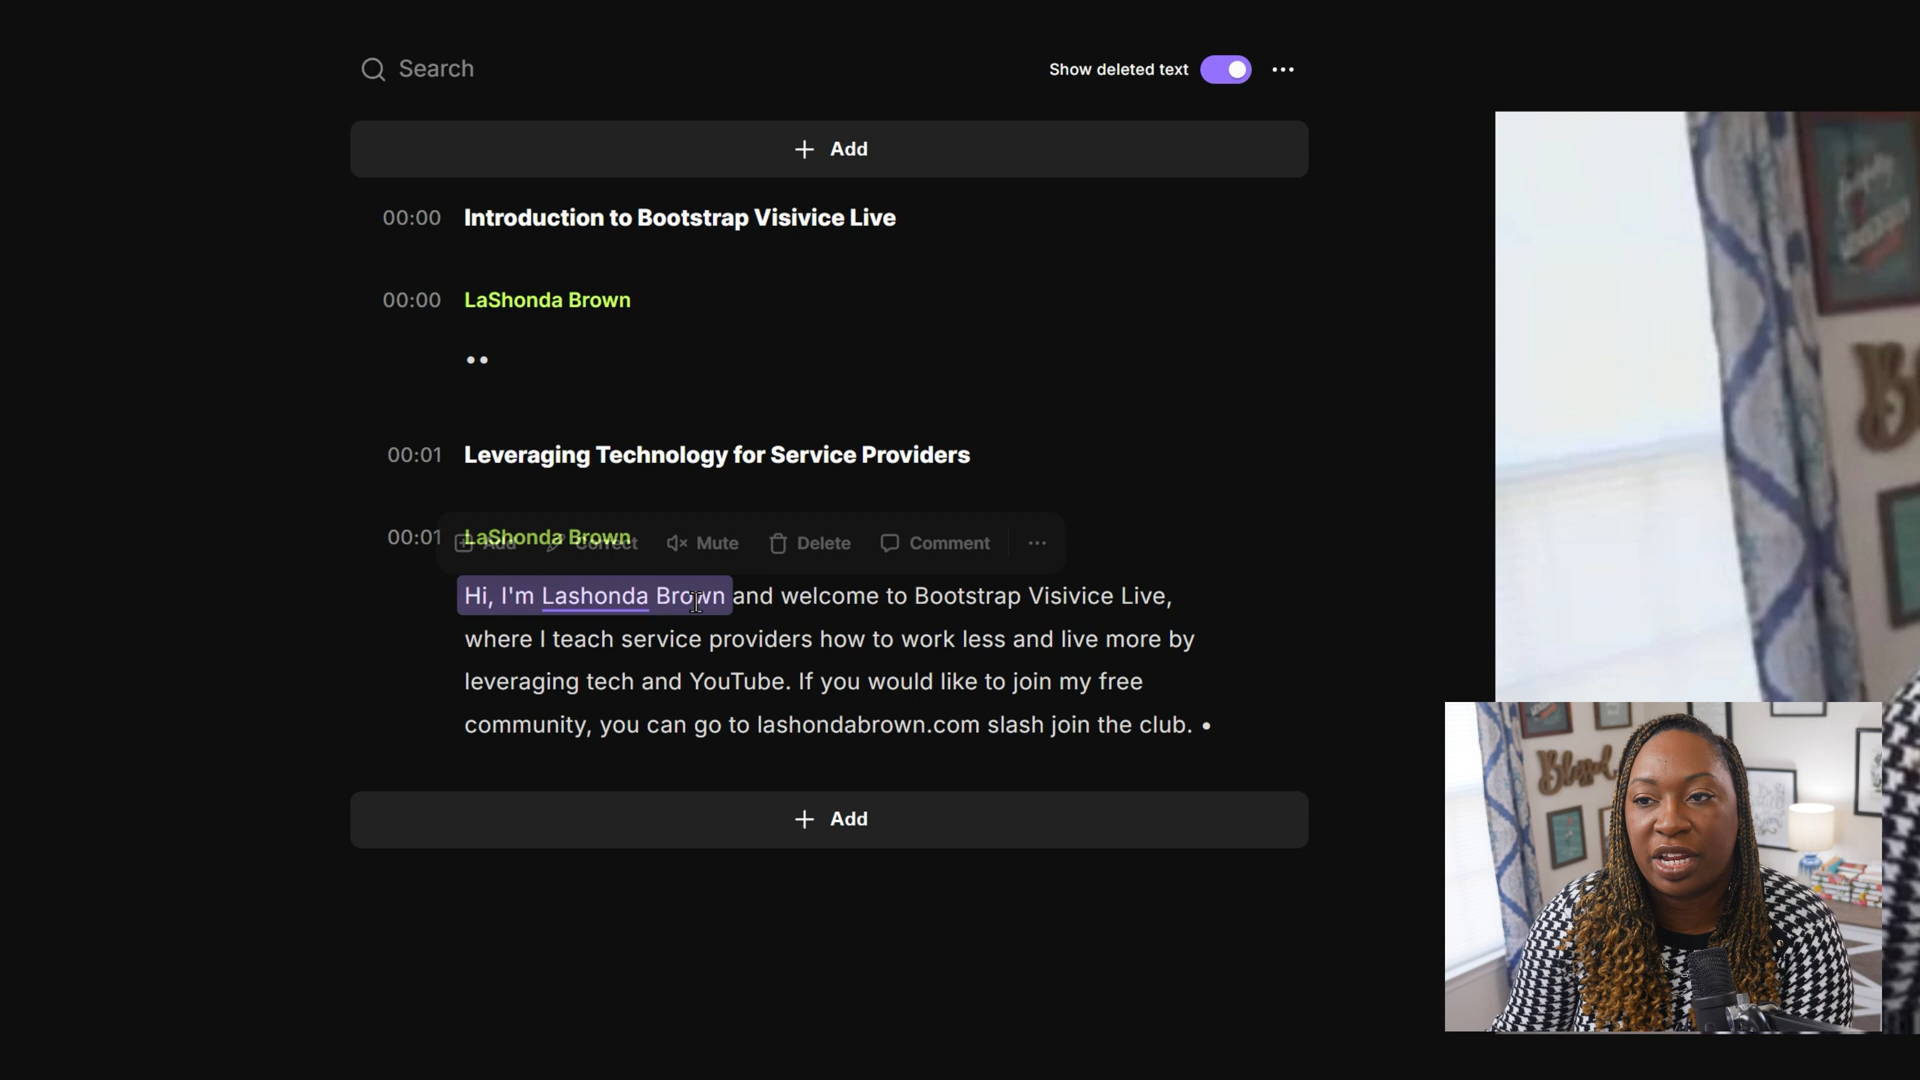 Search
Show deleted text
Add
00:00 Introduction to Bootstrap Visivice Live
00:00 LaShonda Brown
00:01 Leveraging Technology for Service Providers
00:01 LaShonda Brown
Add Correct Mute Delete Comment
Hi, I'm Lashonda Brown and welcome to Bootstrap Visivice Live,
where I teach service providers how to work less and live more by
leveraging tech and YouTube. If you would like to join my free
community, you can go to lashondabrown.com slash join the club. •
Add
Blessed